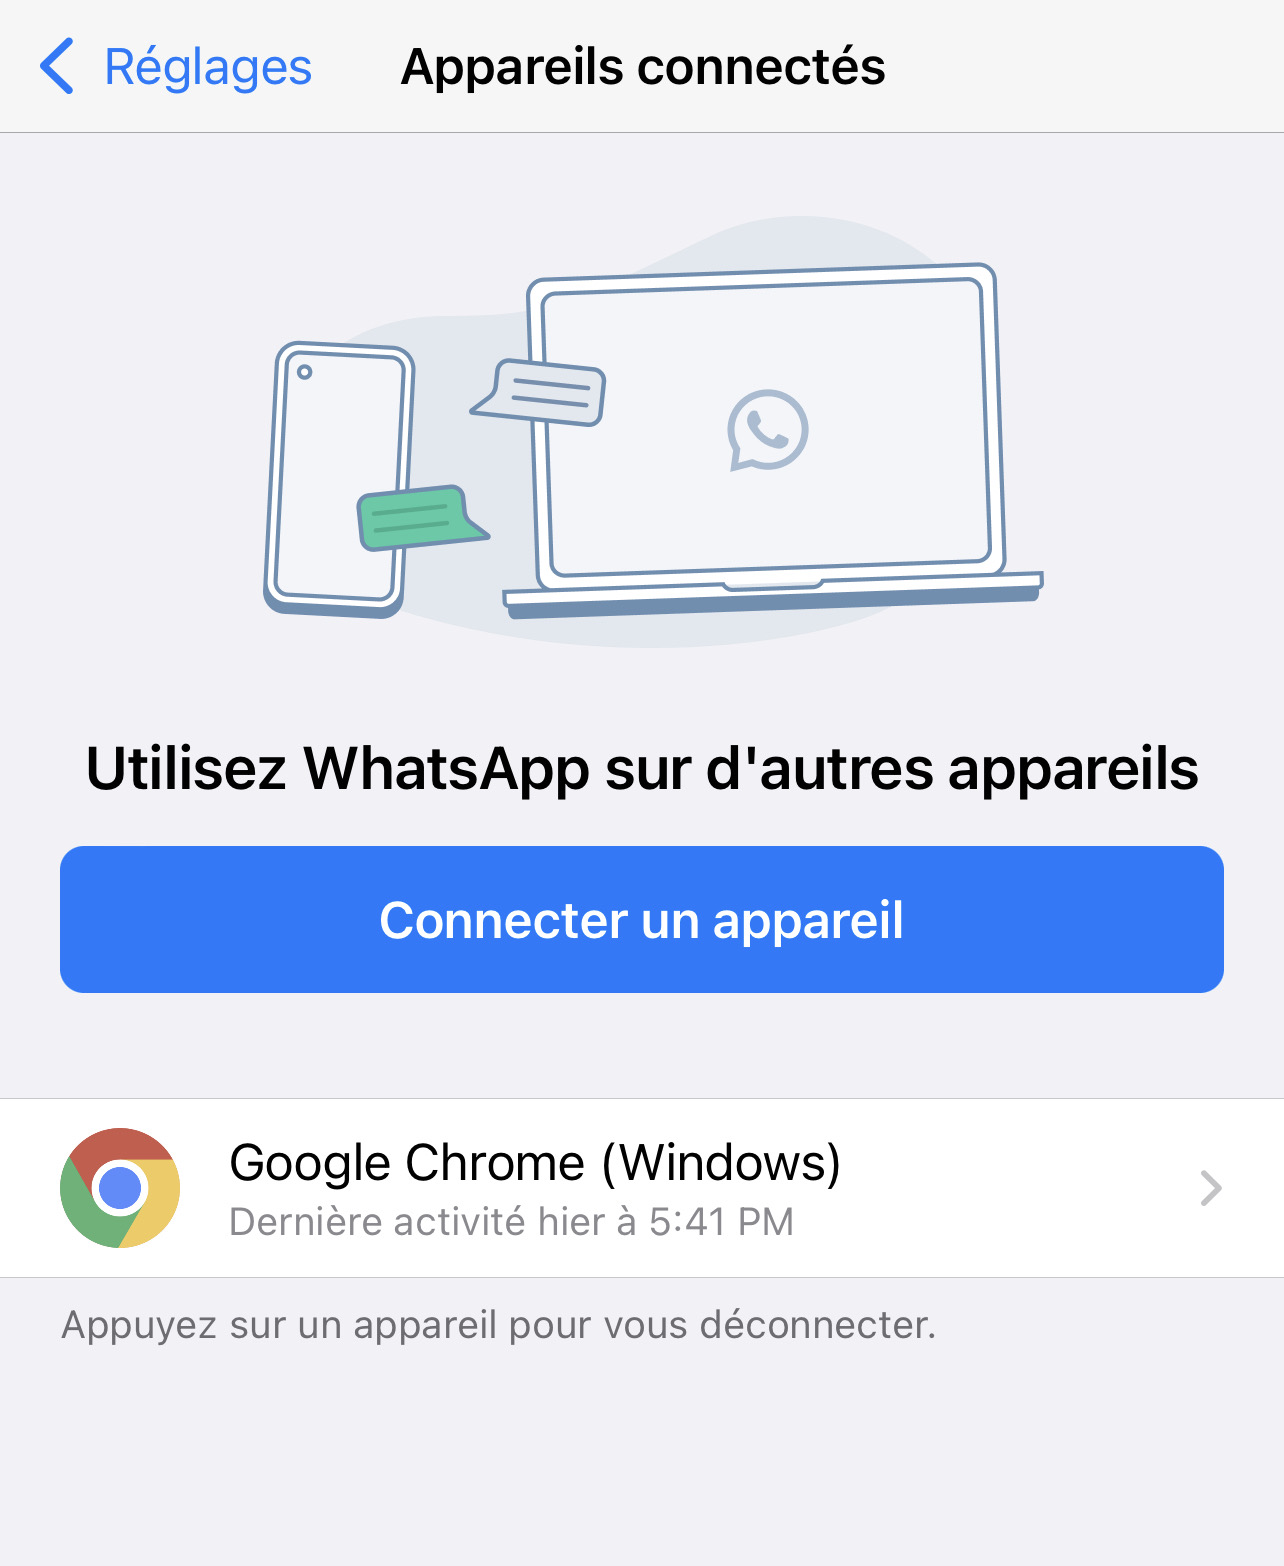 Réglages
Appareils connectés
Utilisez WhatsApp sur d'autres appareils
Connecter un appareil
Google Chrome (Windows)
Dernière activité hier à 5:41 PM
Appuyez sur un appareil pour vous déconnecter.